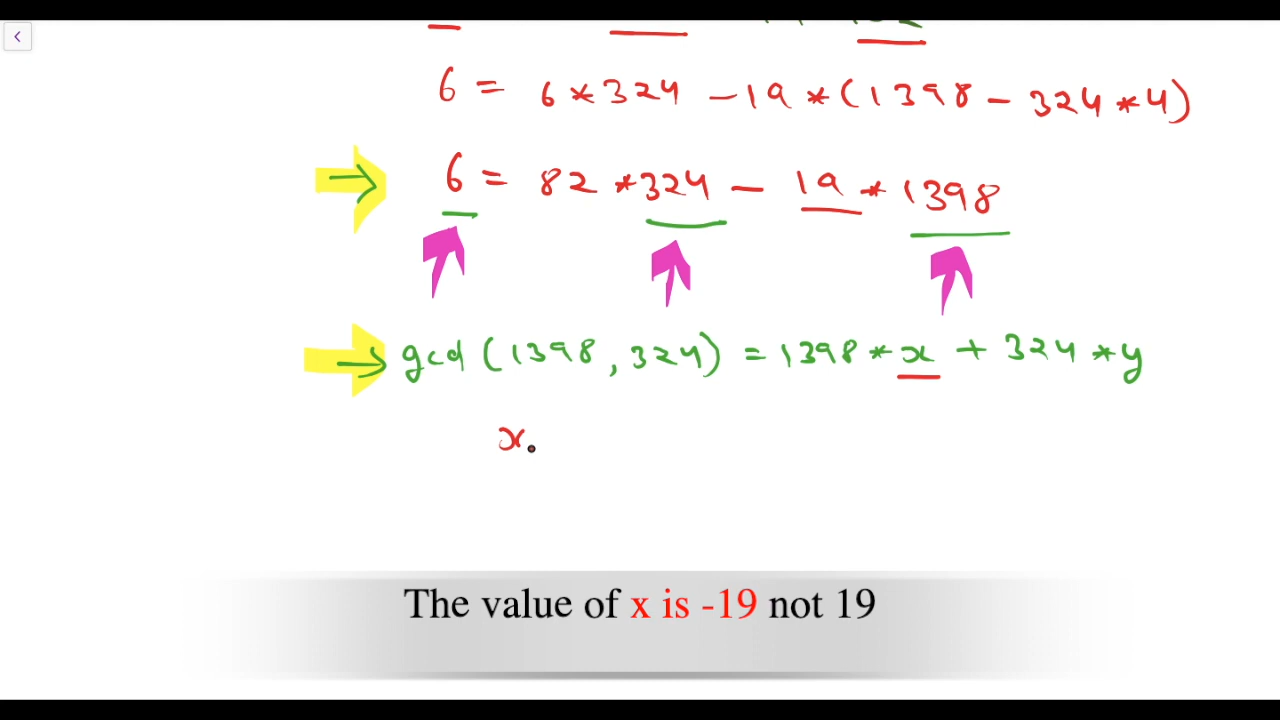 6 = 6 * 324 - 19 * (1398 - 324 * 4)
6 = 82 * 324 - 19 * 1398
gcd (1398, 324) = 1398 * x + 324 * y
x
The value of x is -19 not 19